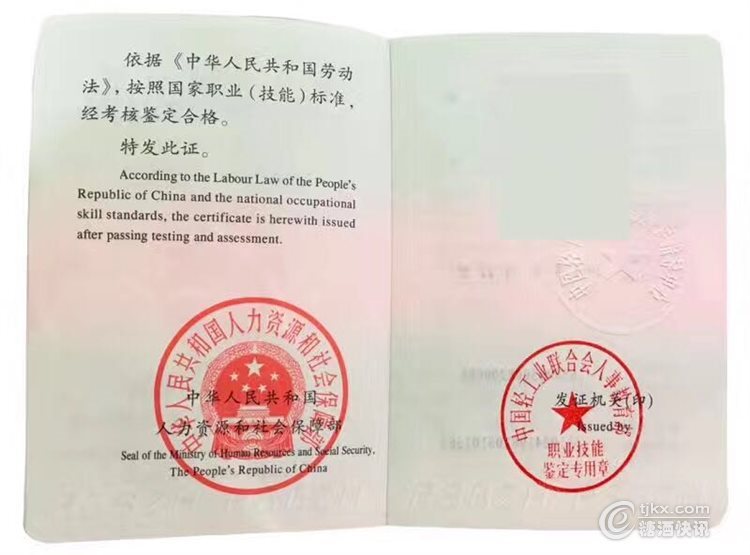 依据《中华人民共和国劳动
法》，按照国家职业（技能）标准，
经考核鉴定合格。
特发此证。
According to the Labour Law of the People's
Republic of China and the national occupational
skill standards, the certificate is herewith issued
after passing testing and assessment.
中华人民共和国人力资源和社会保障部
中华人民共和国
人力资源和社会保障部
Seal of the Ministry of Human Resources and Social Security,
The People's Republic of China
中国轻工业联合会人事教育部
发证机关(印)
Issued by
职业技能
鉴定专用章
tjkx.com
糖酒快讯